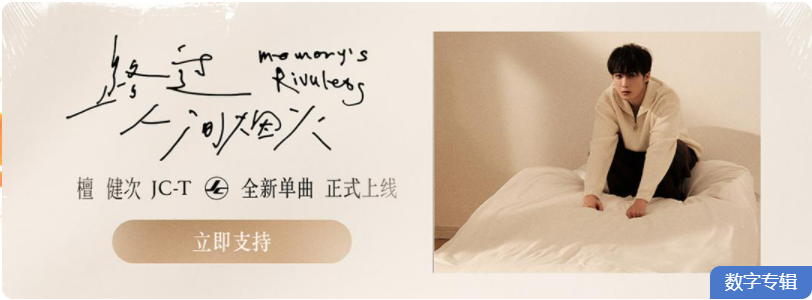 路过 memory's
人间烟火 Rivulets
檀 健次 JC-T 全新单曲 正式上线
立即支持
数字专辑